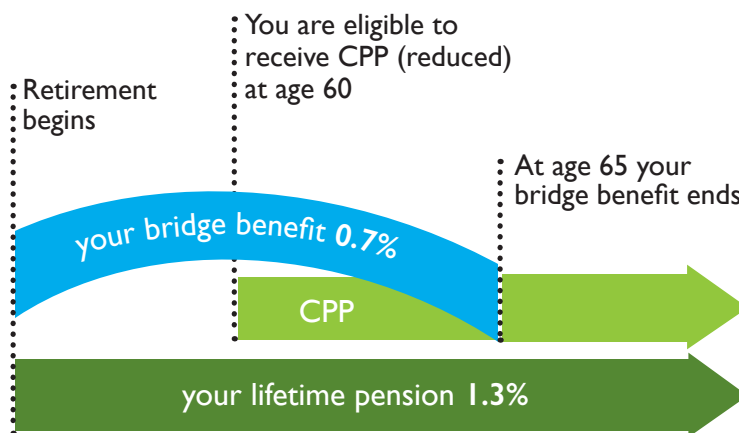 You are eligible to
receive CPP (reduced)
at age 60
Retirement
begins
At age 65 your
bridge benefit ends
your bridge benefit 0.7%
CPP
your lifetime pension 1.3%